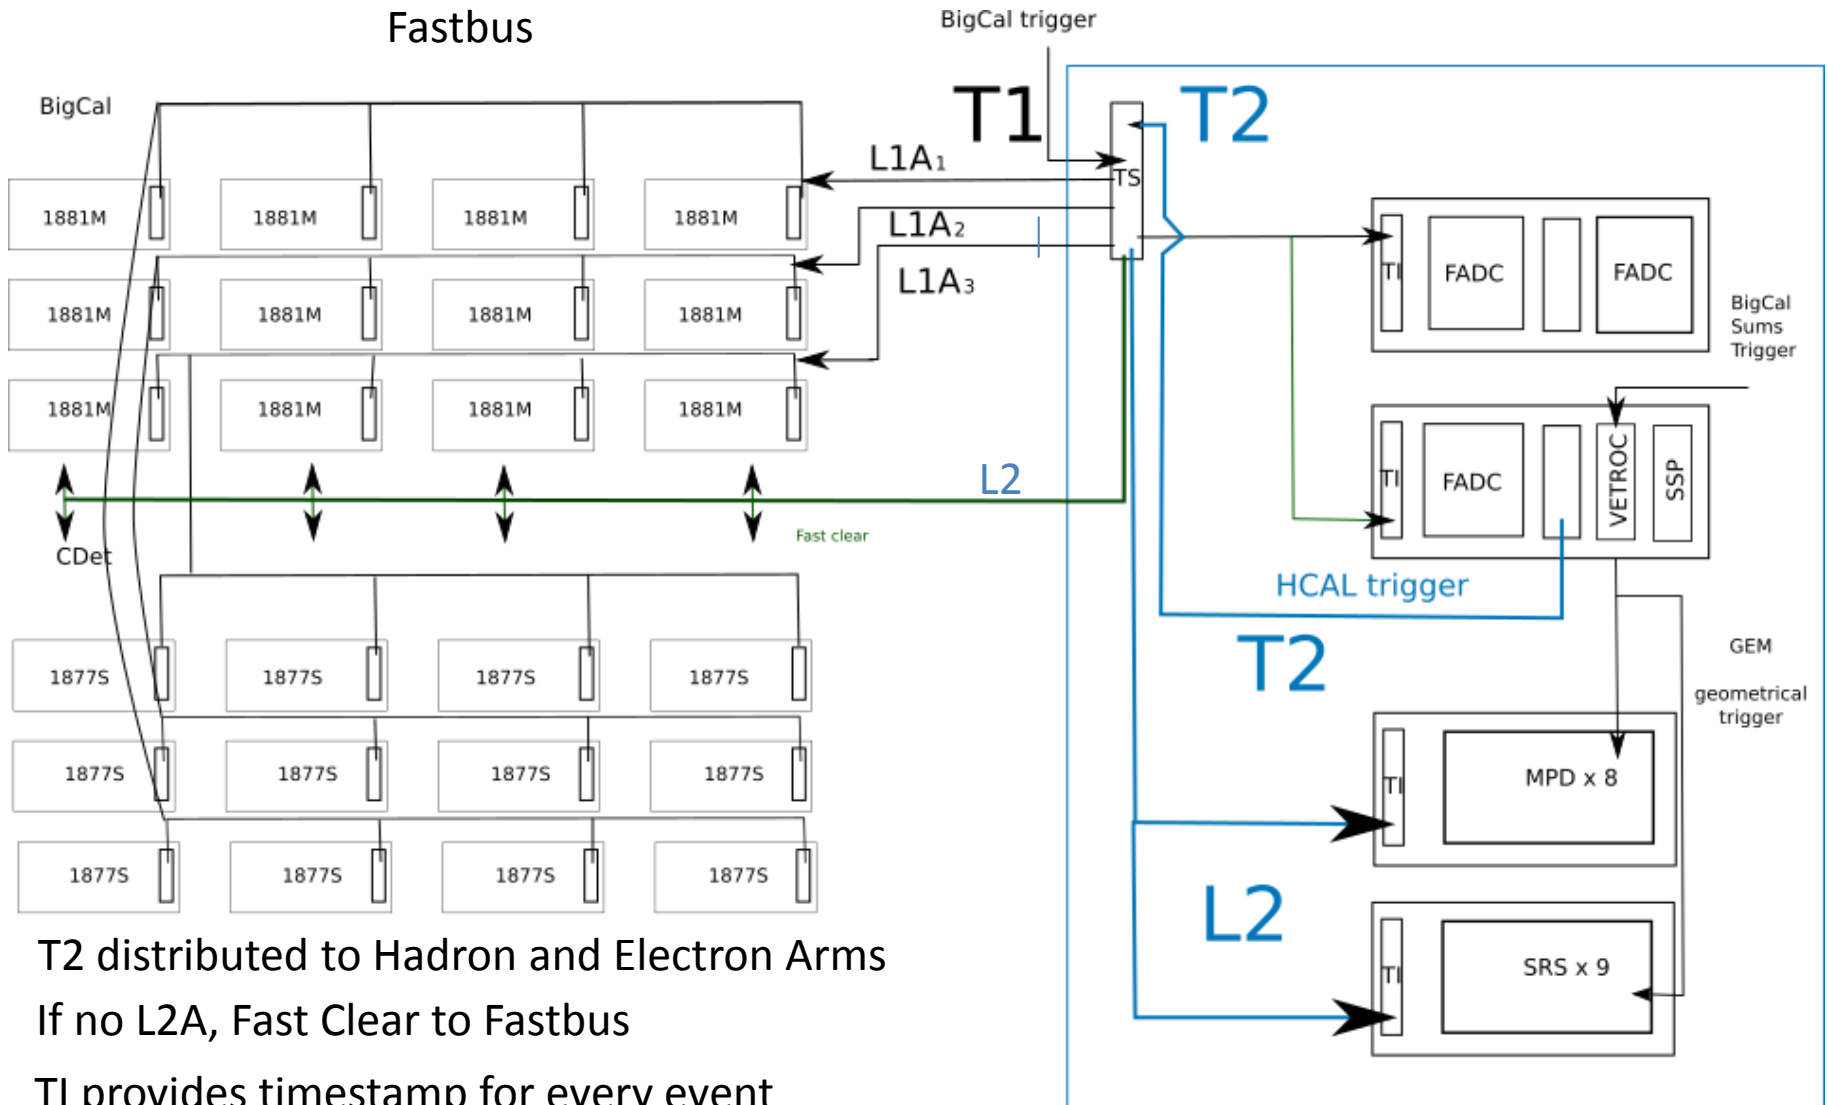 Fastbus
BigCal trigger
BigCal
T1
T2
L1A1
TS
1881M 1881M 1881M 1881M
L1A2
L1A3
TI FADC FADC
1881M 1881M 1881M 1881M
BigCal
Sums
Trigger
1881M 1881M 1881M 1881M
L2
TI FADC VETROC SSP
Fast clear
CDet
HCAL trigger
T2
GEM
geometrical
trigger
1877S 1877S 1877S 1877S
1877S 1877S 1877S 1877S
TI MPD x 8
1877S 1877S 1877S 1877S
L2
TI SRS x 9
T2 distributed to Hadron and Electron Arms
If no L2A, Fast Clear to Fastbus
TI provides timestamp for every event